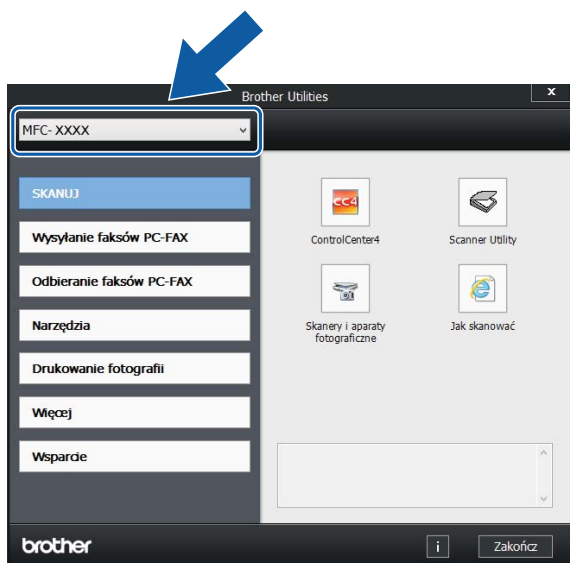 Brother Utilities
x
MFC- XXXX
SKANUJ
Wysyłanie faksów PC-FAX
Odbieranie faksów PC-FAX
Narzędzia
Drukowanie fotografii
Więcej
Wsparcie
CC4
ControlCenter4
Scanner Utility
Skanery i aparaty
fotograficzne
Jak skanować
brother
i
Zakończ